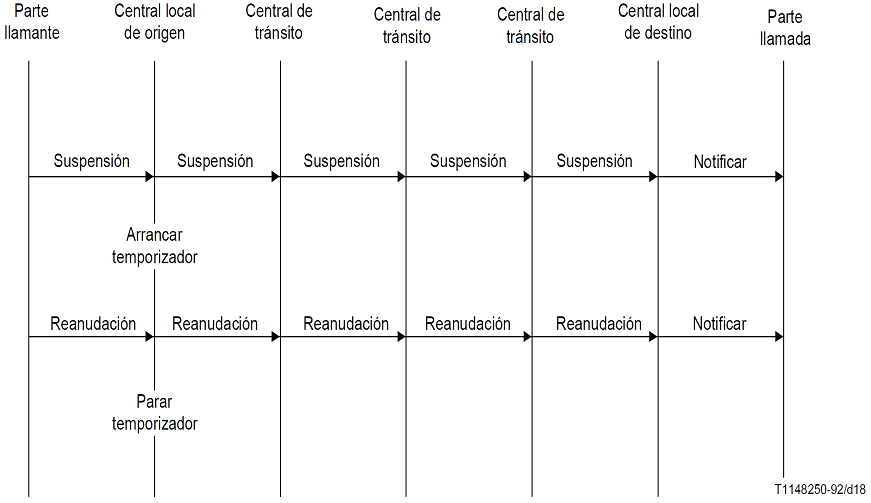 Parte
llamante
Central local
de origen
Central de
tránsito
Central de
tránsito
Central de
tránsito
Central local
de destino
Parte
llamada
Suspensión
Suspensión
Suspensión
Suspensión
Suspensión
Notificar
Arrancar
temporizador
Reanudación
Reanudación
Reanudación
Reanudación
Reanudación
Notificar
Parar
temporizador
T1148250-92/d18